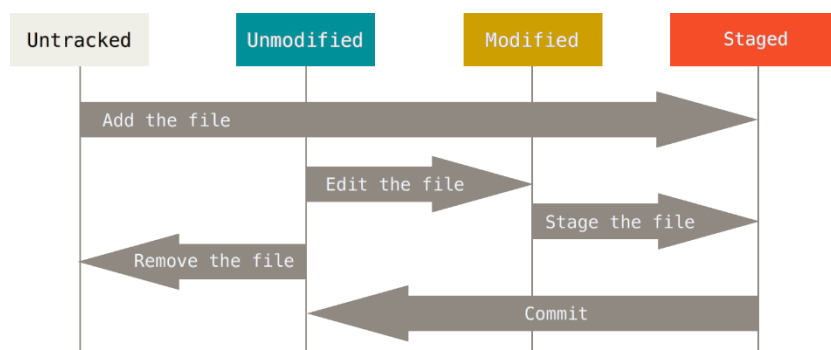 Untracked
Unmodified
Modified
Staged
Add the file
Edit the file
Stage the file
Remove the file
Commit